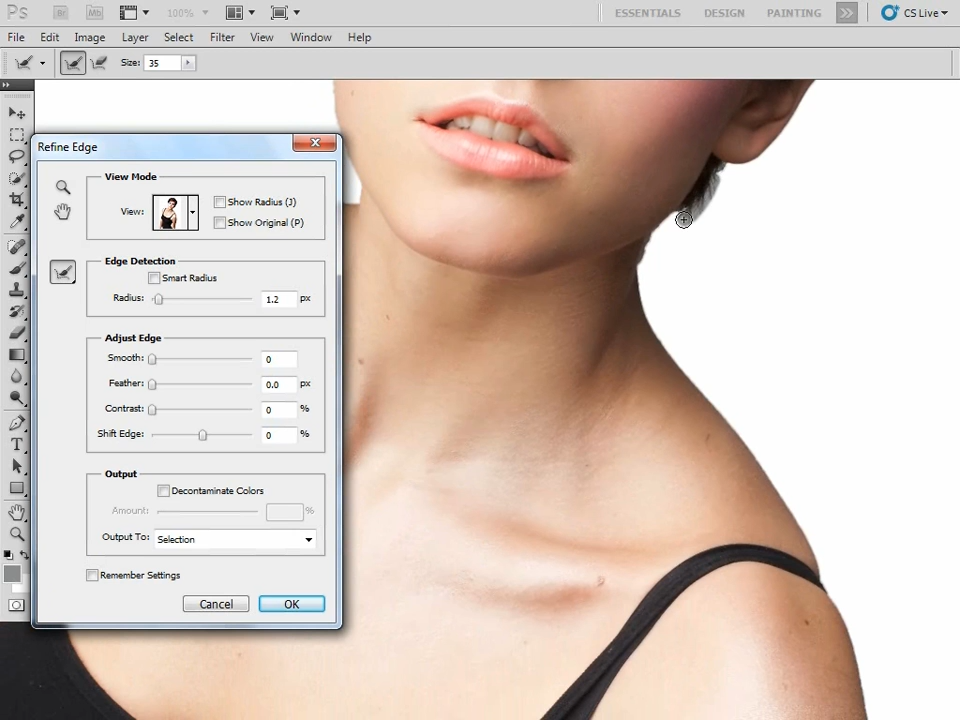 Ps Br Mb 100% ESSENTIALS DESIGN PAINTING CS Live
File Edit Image Layer Select Filter View Window Help
Size: 35
Refine Edge
View Mode
View:
Show Radius (J)
Show Original (P)
Edge Detection
Smart Radius
Radius: 1.2 px
Adjust Edge
Smooth: 0
Feather: 0.0 px
Contrast: 0 %
Shift Edge: 0 %
Output
Decontaminate Colors
Amount: %
Output To: Selection
Remember Settings
Cancel OK